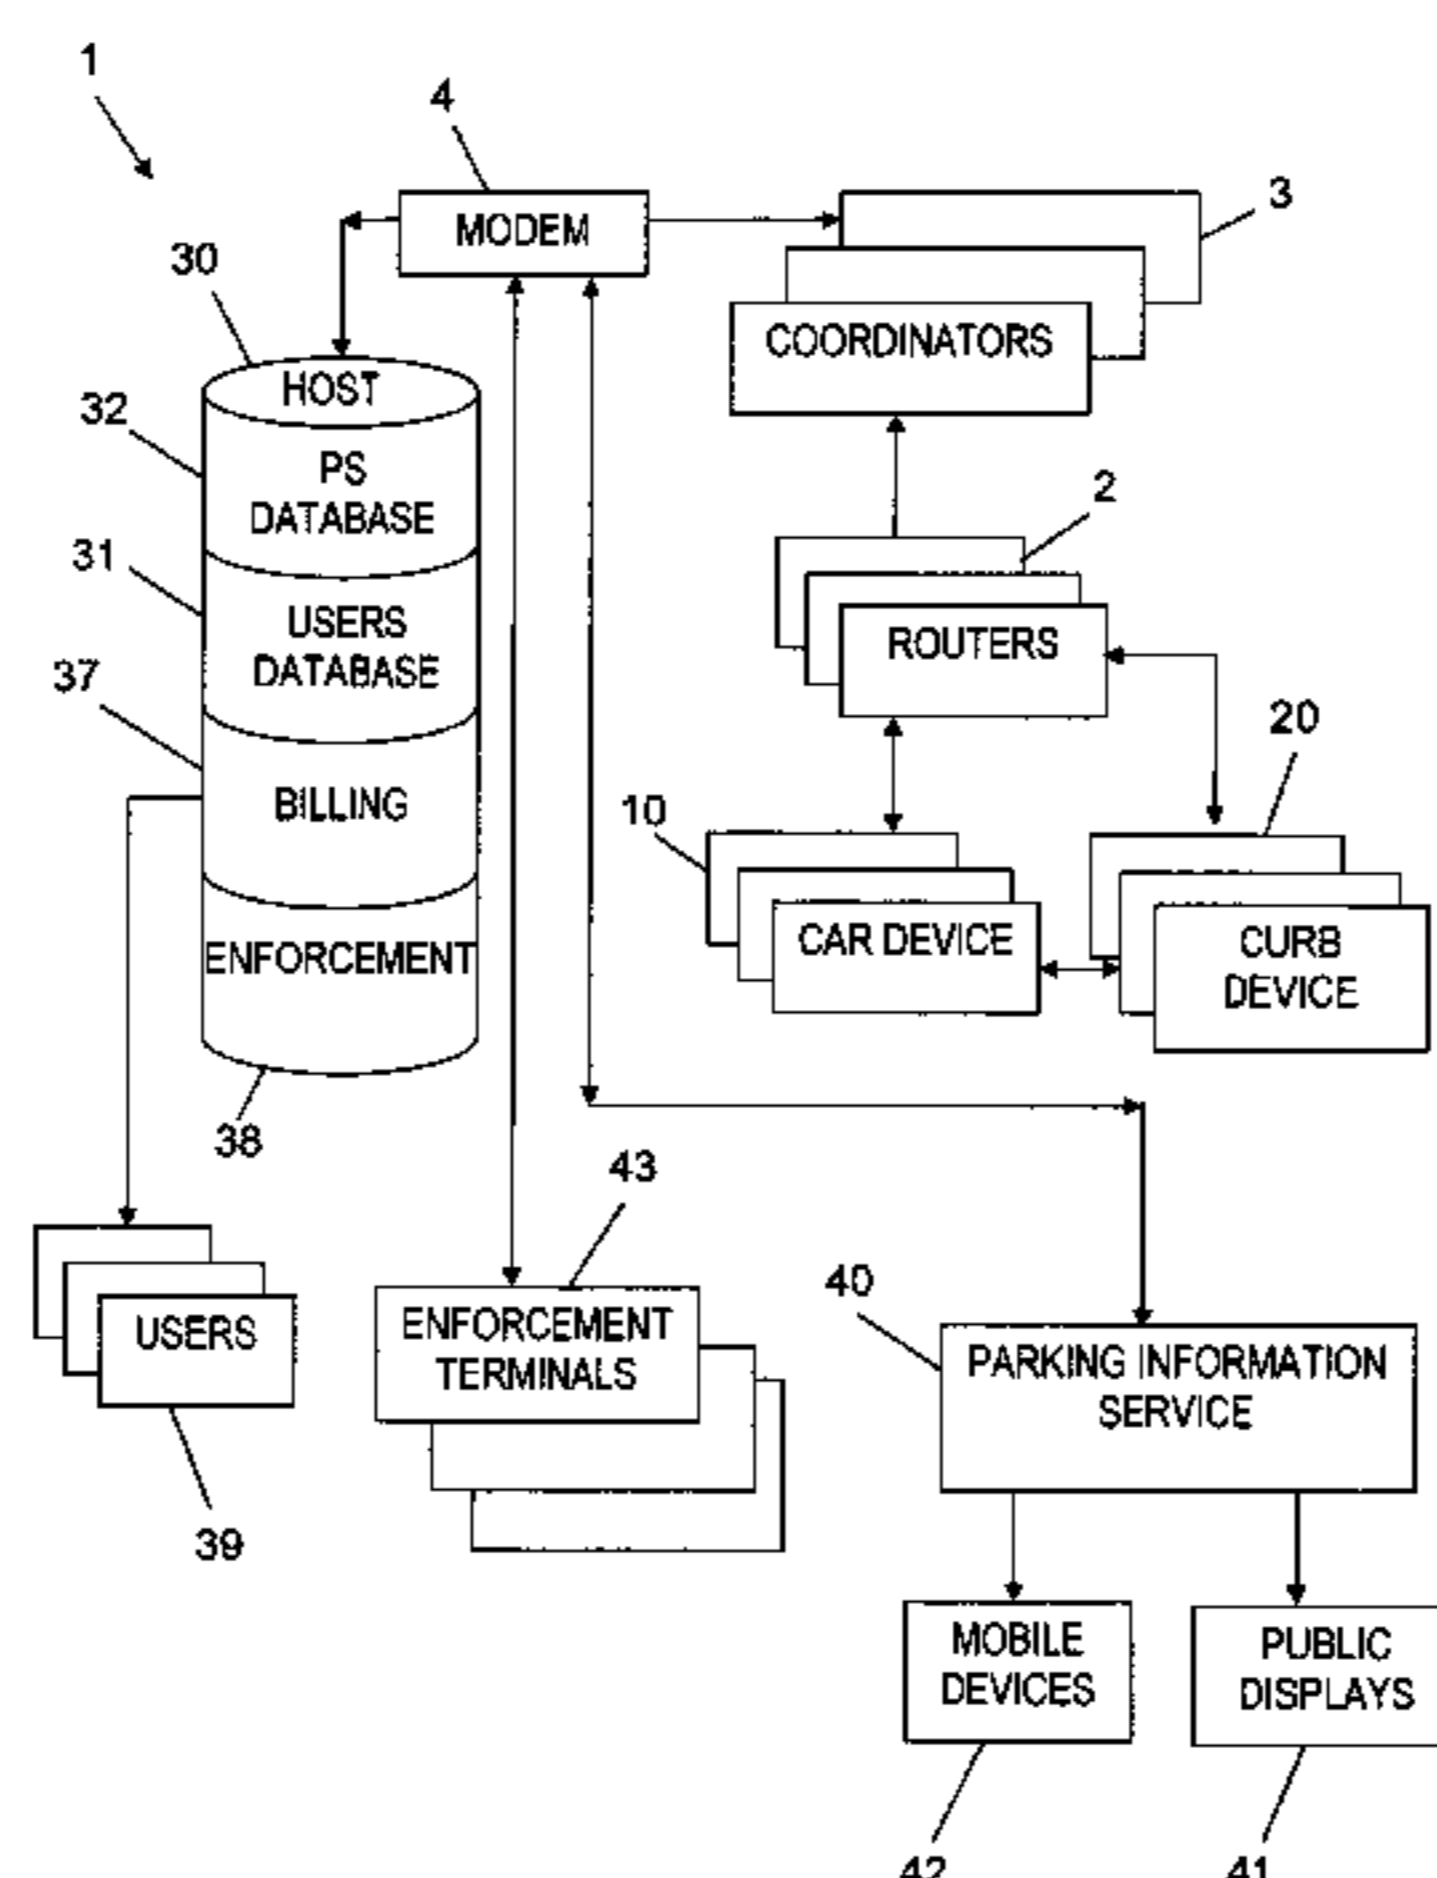 1
4
MODEM
3
30
HOST
COORDINATORS
32
PS
DATABASE
2
31
USERS
DATABASE
ROUTERS
37
20
BILLING
10
CAR DEVICE
CURB
DEVICE
ENFORCEMENT
38
43
40
USERS
ENFORCEMENT
TERMINALS
PARKING INFORMATION
SERVICE
39
MOBILE
DEVICES
PUBLIC
DISPLAYS
42
41